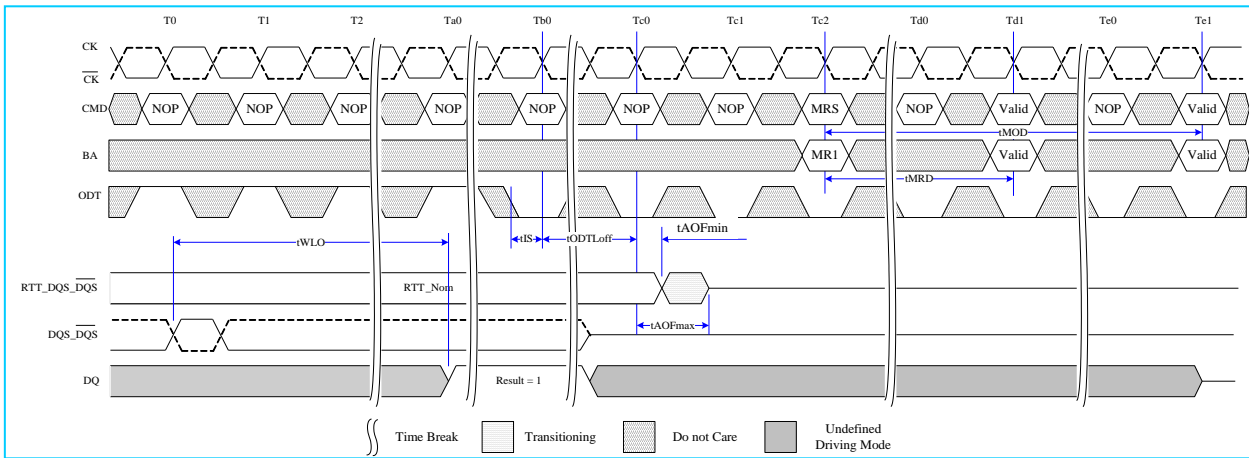 T0 T1 T2 Ta0 Tb0 Tc0 Tc1 Tc2 Td0 Td1 Te0 Te1
CK
CK
CMD NOP NOP NOP NOP NOP NOP NOP MRS NOP Valid NOP Valid
tMOD
BA MR1 Valid Valid
tMRD
ODT
tAOFmin
tWLO tIS tODTLoff
RTT_DQS_DQS RTT_Nom
tAOFmax
DQS_DQS
DQ Result = 1
Time Break Transitioning Do not Care Undefined
Driving Mode